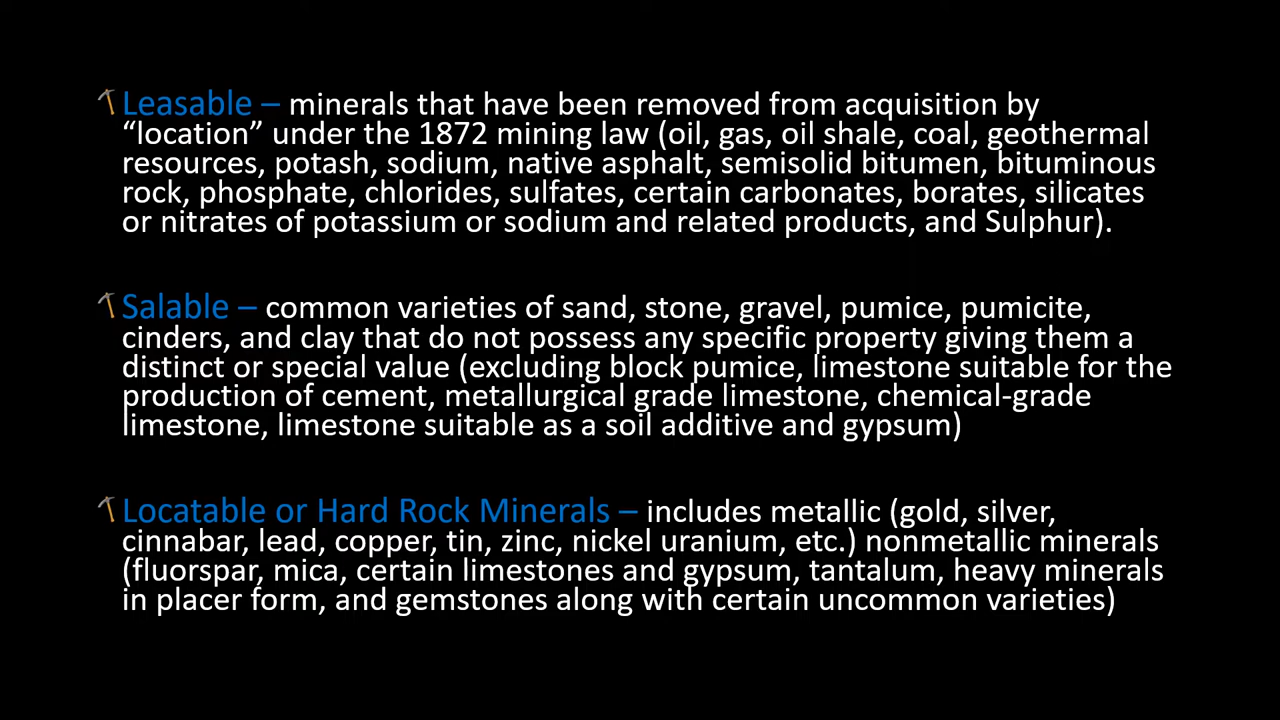 Leasable – minerals that have been removed from acquisition by
“location” under the 1872 mining law (oil, gas, oil shale, coal, geothermal
resources, potash, sodium, native asphalt, semisolid bitumen, bituminous
rock, phosphate, chlorides, sulfates, certain carbonates, borates, silicates
or nitrates of potassium or sodium and related products, and Sulphur).
Salable – common varieties of sand, stone, gravel, pumice, pumicite,
cinders, and clay that do not possess any specific property giving them a
distinct or special value (excluding block pumice, limestone suitable for the
production of cement, metallurgical grade limestone, chemical-grade
limestone, limestone suitable as a soil additive and gypsum)
Locatable or Hard Rock Minerals – includes metallic (gold, silver,
cinnabar, lead, copper, tin, zinc, nickel uranium, etc.) nonmetallic minerals
(fluorspar, mica, certain limestones and gypsum, tantalum, heavy minerals
in placer form, and gemstones along with certain uncommon varieties)